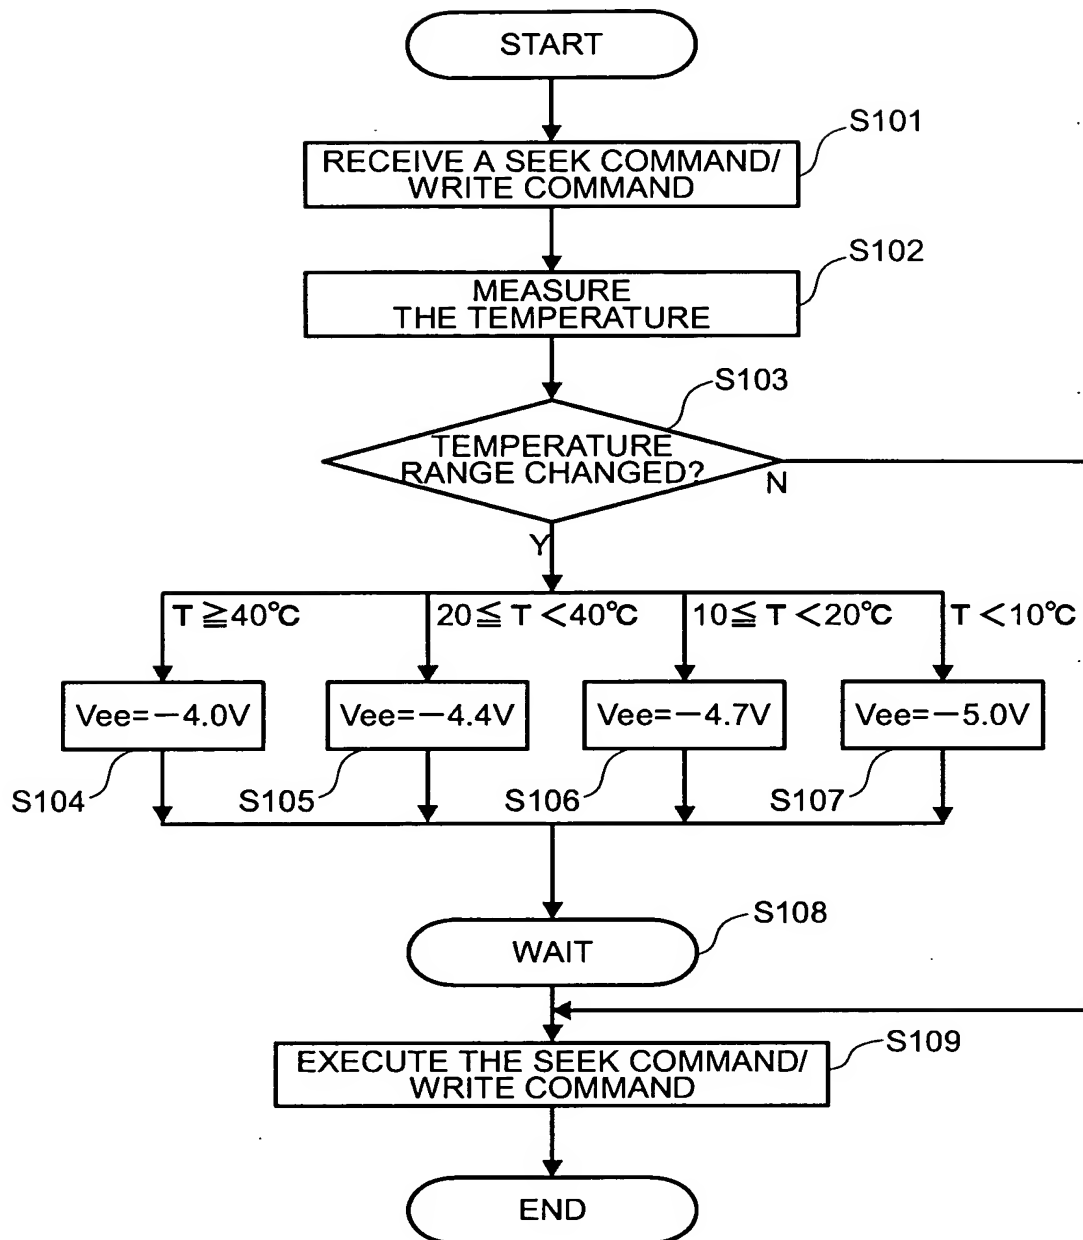 START
S101
RECEIVE A SEEK COMMAND/
WRITE COMMAND
S102
MEASURE
THE TEMPERATURE
S103
TEMPERATURE
RANGE CHANGED?
N
Y
T ≧40℃
20≦ T <40℃
10≦ T <20℃
T <10℃
Vee=−4.0V
Vee=−4.4V
Vee=−4.7V
Vee=−5.0V
S104
S105
S106
S107
S108
WAIT
S109
EXECUTE THE SEEK COMMAND/
WRITE COMMAND
END